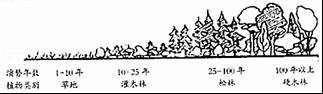 演替年数 1-10年 10-25年 25-100年 100年以上
植物类别 草地 灌木林 松林 硬木林